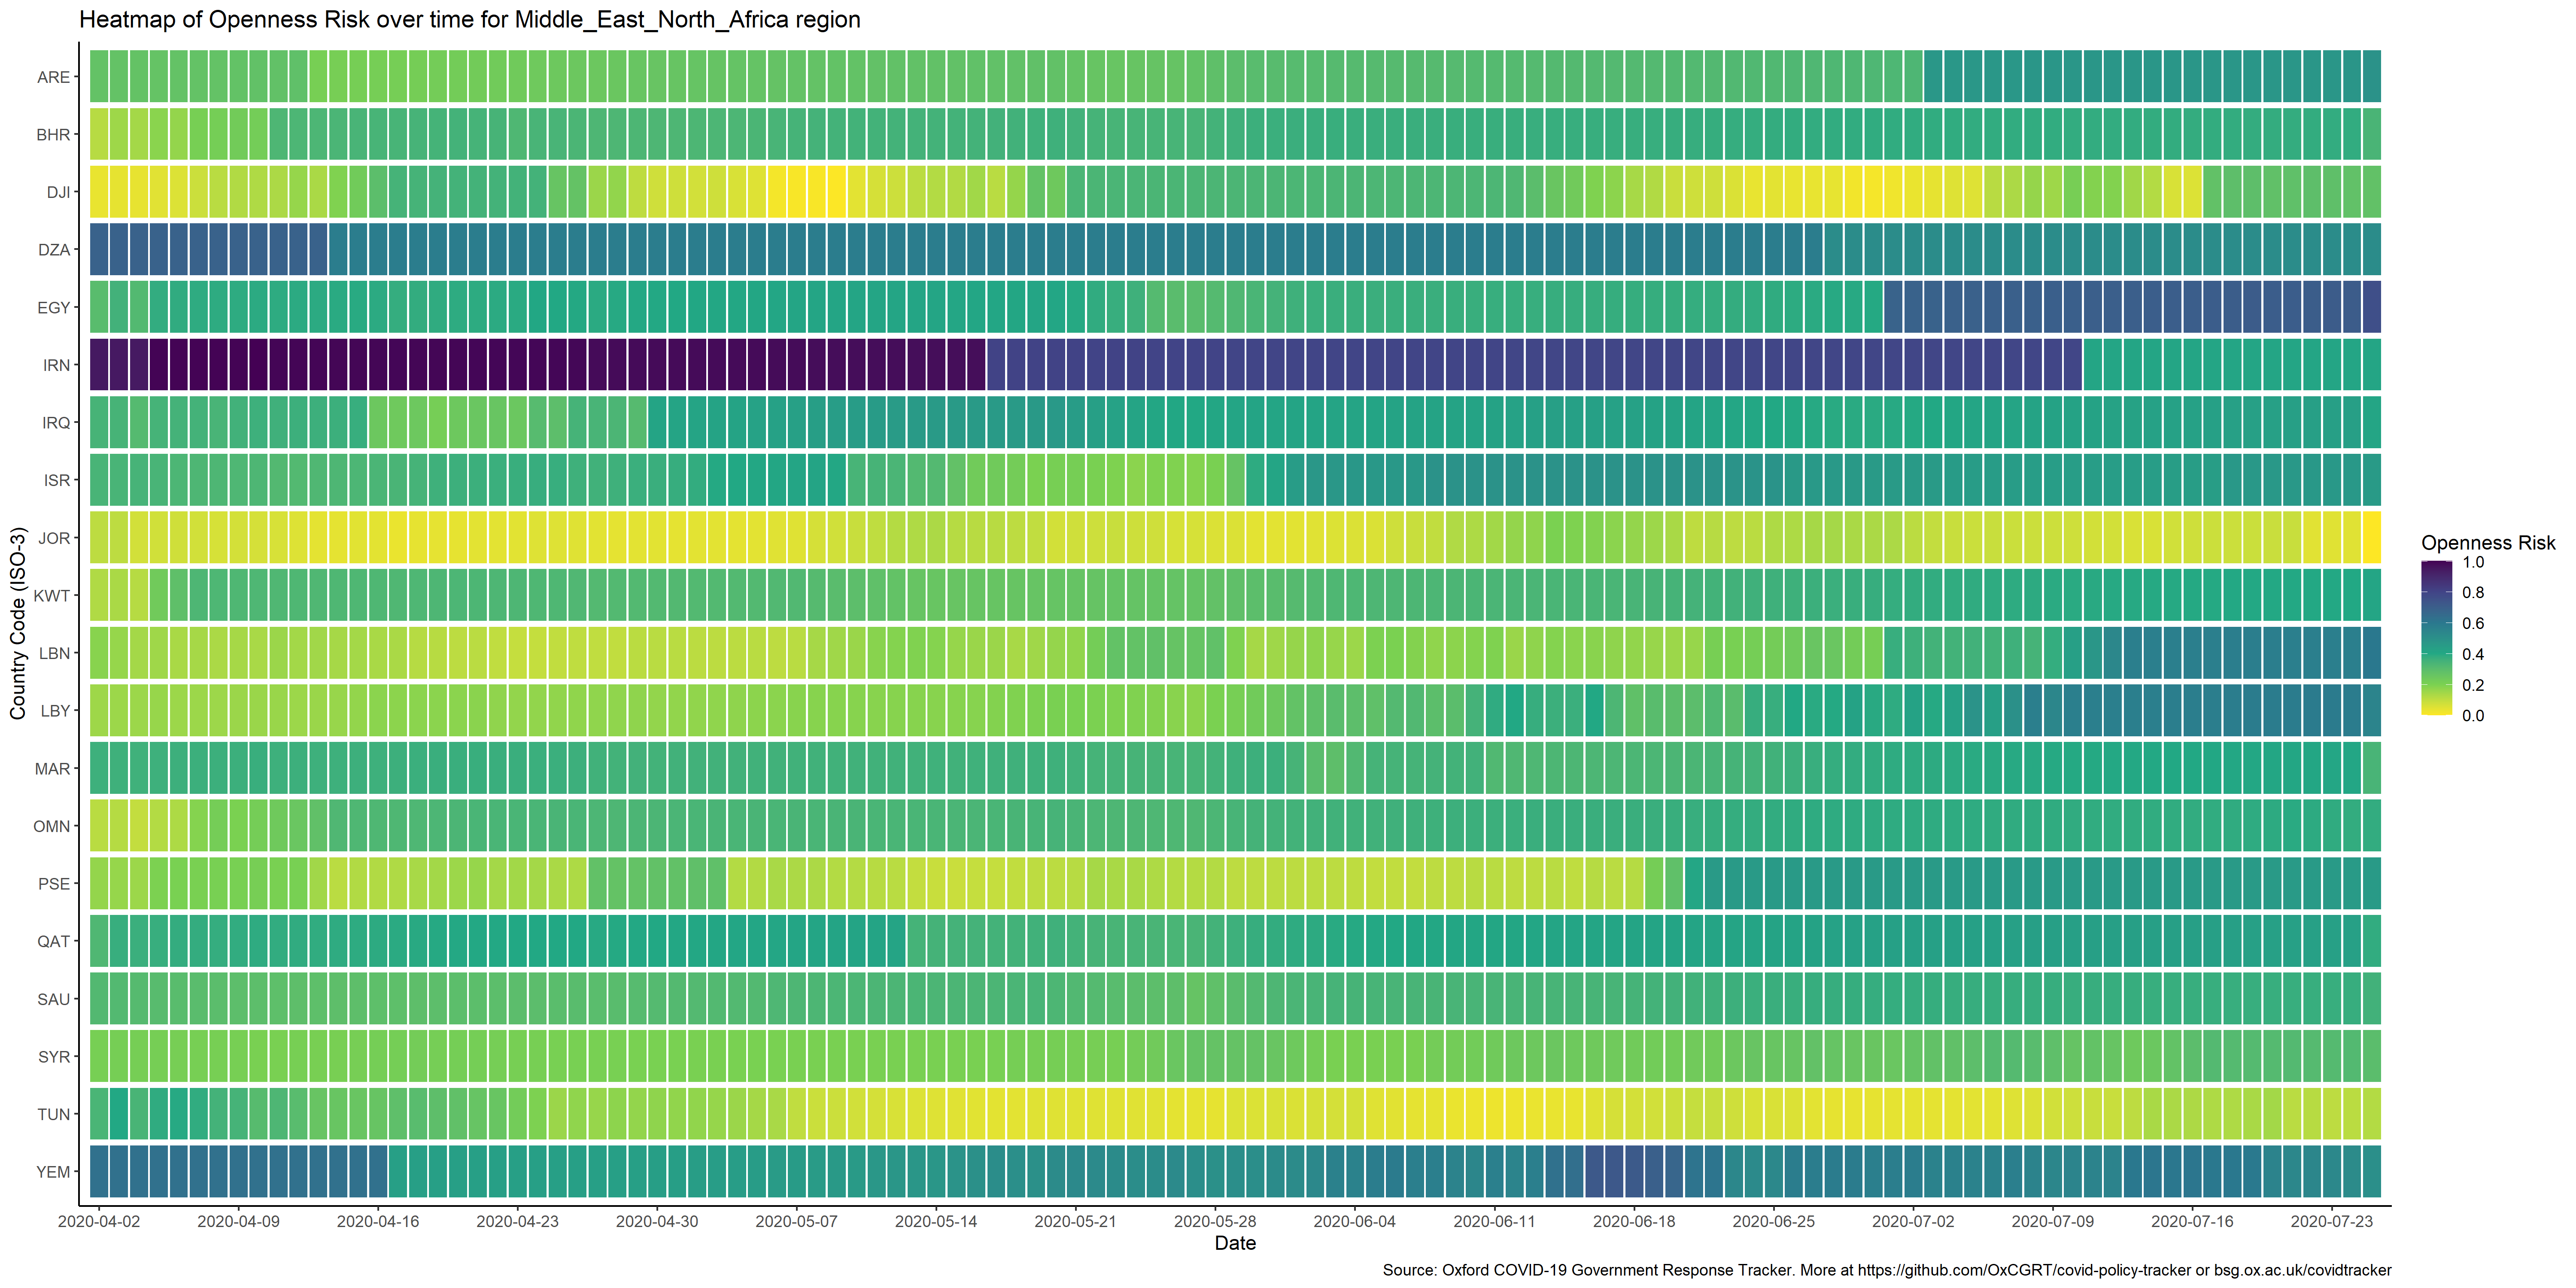 Heatmap of Openness Risk over time for Middle_East_North_Africa region
Country Code (ISO-3)
ARE
BHR
DJI
DZA
EGY
IRN
IRQ
ISR
JOR
KWT
LBN
LBY
MAR
OMN
PSE
QAT
SAU
SYR
TUN
YEM
2020-04-02 2020-04-09 2020-04-16 2020-04-23 2020-04-30 2020-05-07 2020-05-14 2020-05-21 2020-05-28 2020-06-04 2020-06-11 2020-06-18 2020-06-25 2020-07-02 2020-07-09 2020-07-16 2020-07-23
Date
Openness Risk
1.0
0.8
0.6
0.4
0.2
0.0
Source: Oxford COVID-19 Government Response Tracker. More at https://github.com/OxCGRT/covid-policy-tracker or bsg.ox.ac.uk/covidtracker